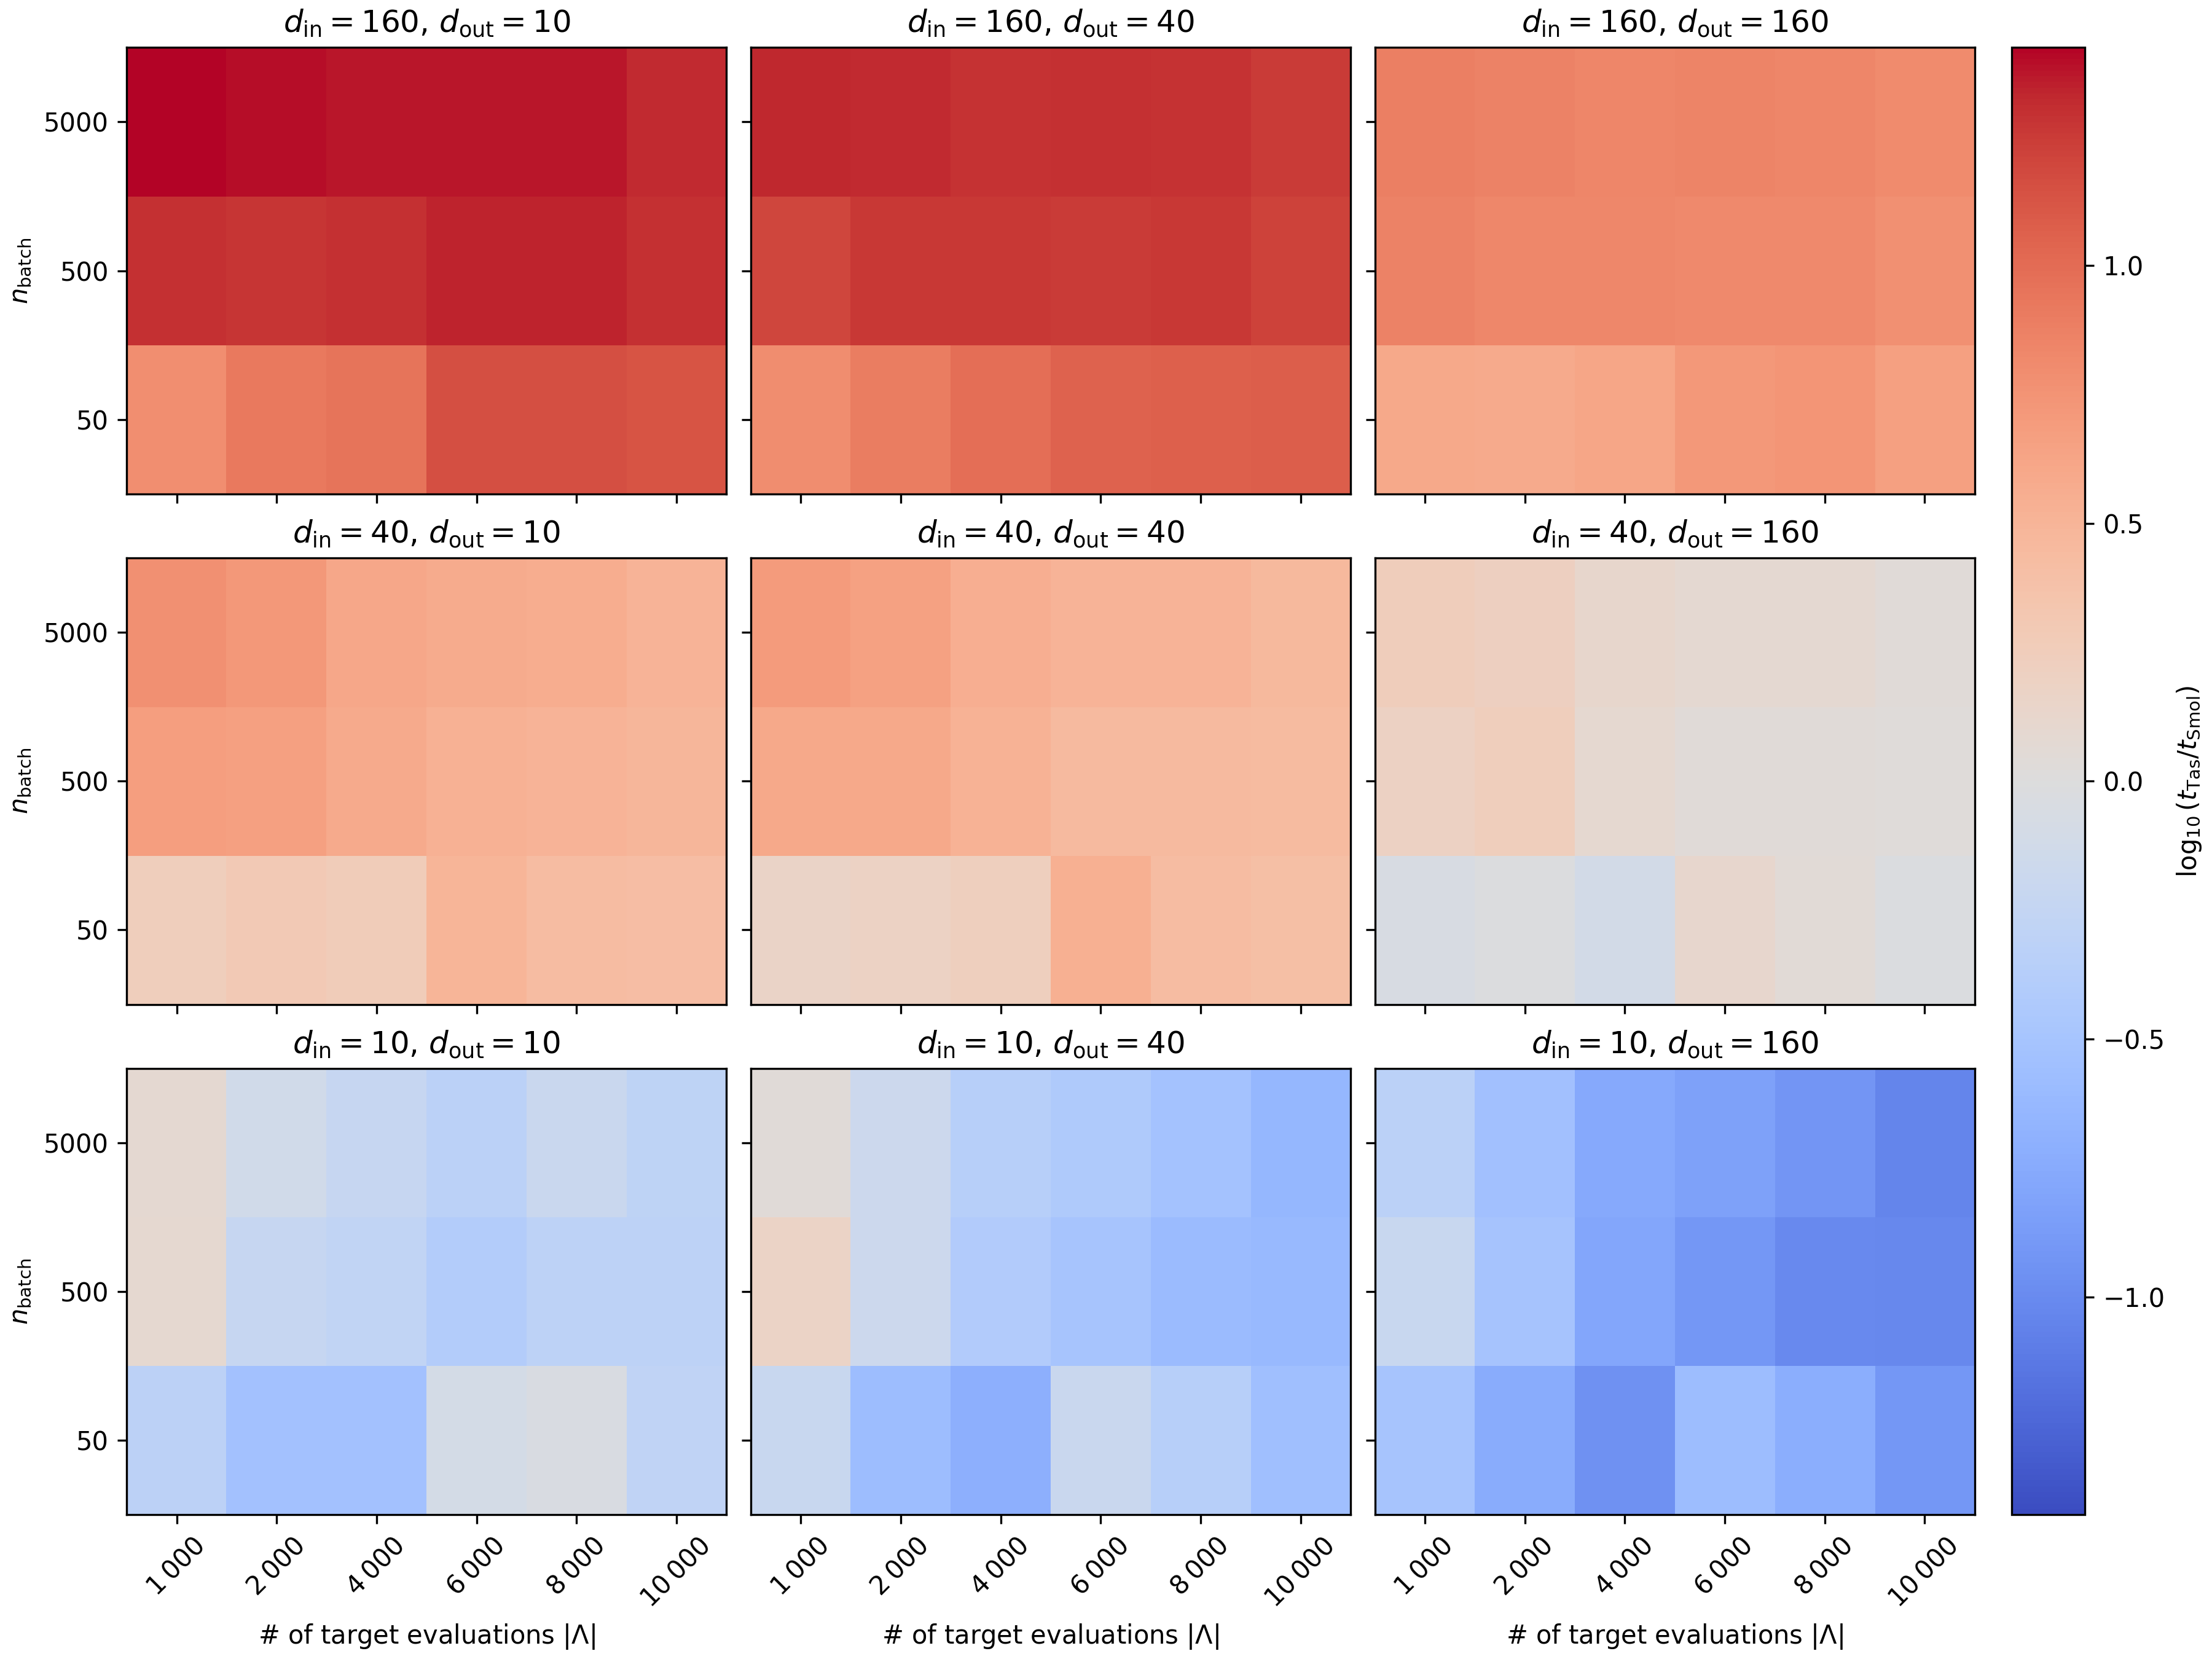 d_in = 160, d_out = 10
d_in = 160, d_out = 40
d_in = 160, d_out = 160
n_batch
5000
500
50
d_in = 40, d_out = 10
d_in = 40, d_out = 40
d_in = 40, d_out = 160
n_batch
5000
500
50
d_in = 10, d_out = 10
d_in = 10, d_out = 40
d_in = 10, d_out = 160
n_batch
5000
500
50
1 000
2 000
4 000
6 000
8 000
10 000
1 000
2 000
4 000
6 000
8 000
10 000
1 000
2 000
4 000
6 000
8 000
10 000
# of target evaluations |Λ|
# of target evaluations |Λ|
# of target evaluations |Λ|
1.0
0.5
0.0
−0.5
−1.0
log₁₀ (t_Tas/t_Smol)